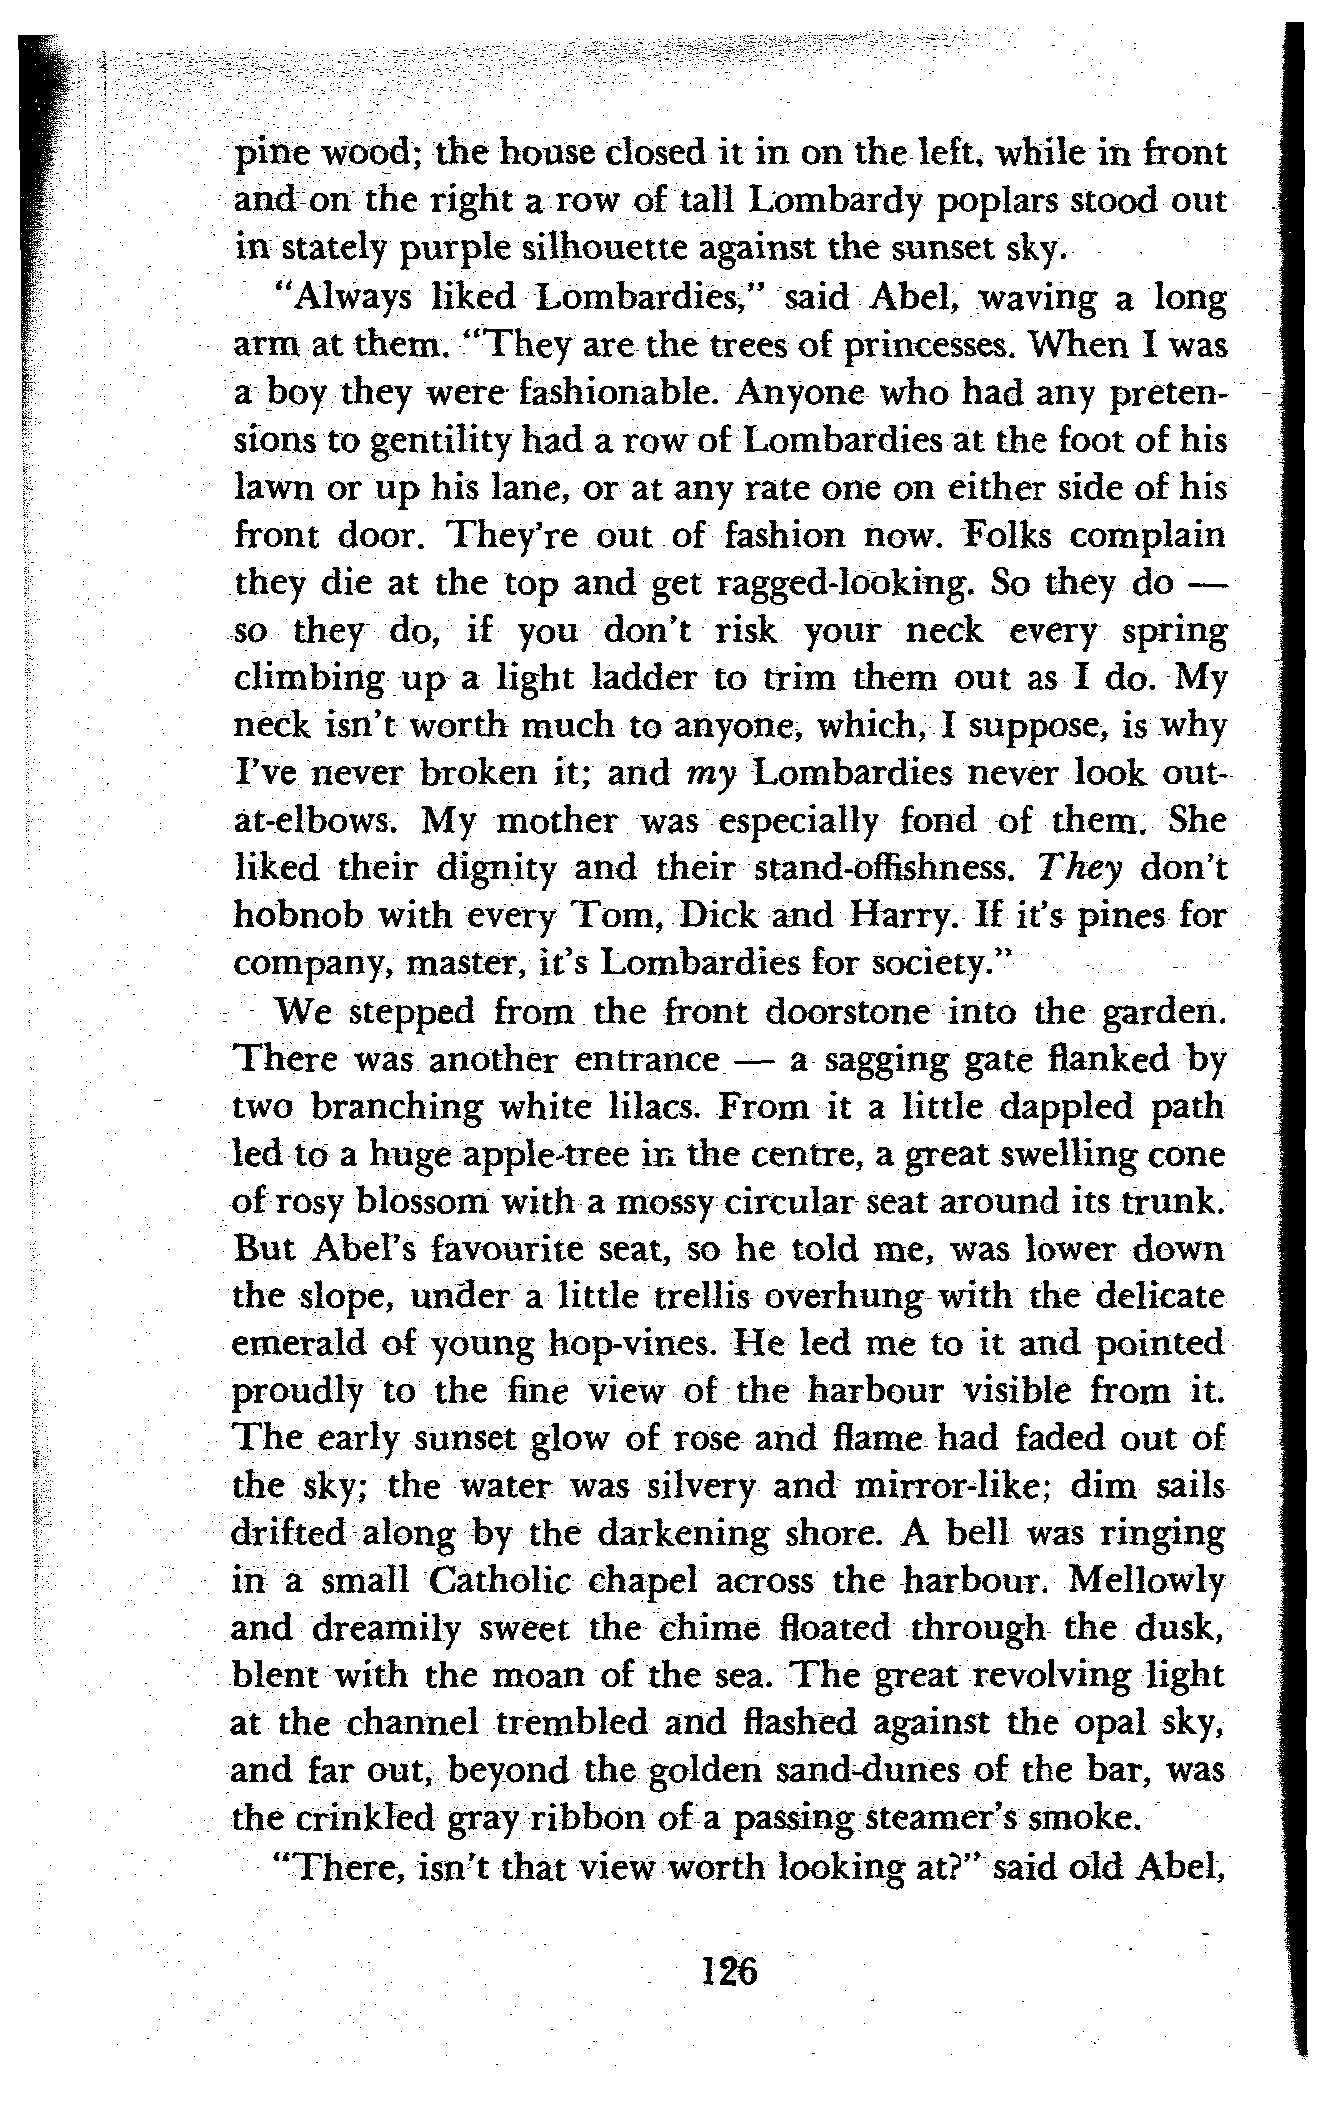 pine wood; the house closed it in on the left, while in front
and on the right a row of tall Lombardy poplars stood out
in stately purple silhouette against the sunset sky.
“Always liked Lombardies,” said Abel, waving a long
arm at them. “They are the trees of princesses. When I was
a boy they were fashionable. Anyone who had any preten-
sions to gentility had a row of Lombardies at the foot of his
lawn or up his lane, or at any rate one on either side of his
front door. They're out of fashion now. Folks complain
they die at the top and get ragged-looking. So they do —
so they do, if you don't risk your neck every spring
climbing up a light ladder to trim them out as I do. My
neck isn't worth much to anyone, which, I suppose, is why
I've never broken it; and my Lombardies never look out-
at-elbows. My mother was especially fond of them. She
liked their dignity and their stand-offishness. They don't
hobnob with every Tom, Dick and Harry. If it's pines for
company, master, it's Lombardies for society.”
We stepped from the front doorstone into the garden.
There was another entrance — a sagging gate flanked by
two branching white lilacs. From it a little dappled path
led to a huge apple-tree in the centre, a great swelling cone
of rosy blossom with a mossy circular seat around its trunk.
But Abel's favourite seat, so he told me, was lower down
the slope, under a little trellis overhung with the delicate
emerald of young hop-vines. He led me to it and pointed
proudly to the fine view of the harbour visible from it.
The early sunset glow of rose and flame had faded out of
the sky; the water was silvery and mirror-like; dim sails
drifted along by the darkening shore. A bell was ringing
in a small Catholic chapel across the harbour. Mellowly
and dreamily sweet the chime floated through the dusk,
blent with the moan of the sea. The great revolving light
at the channel trembled and flashed against the opal sky,
and far out, beyond the golden sand-dunes of the bar, was
the crinkled gray ribbon of a passing steamer's smoke.
“There, isn't that view worth looking at?” said old Abel,
126